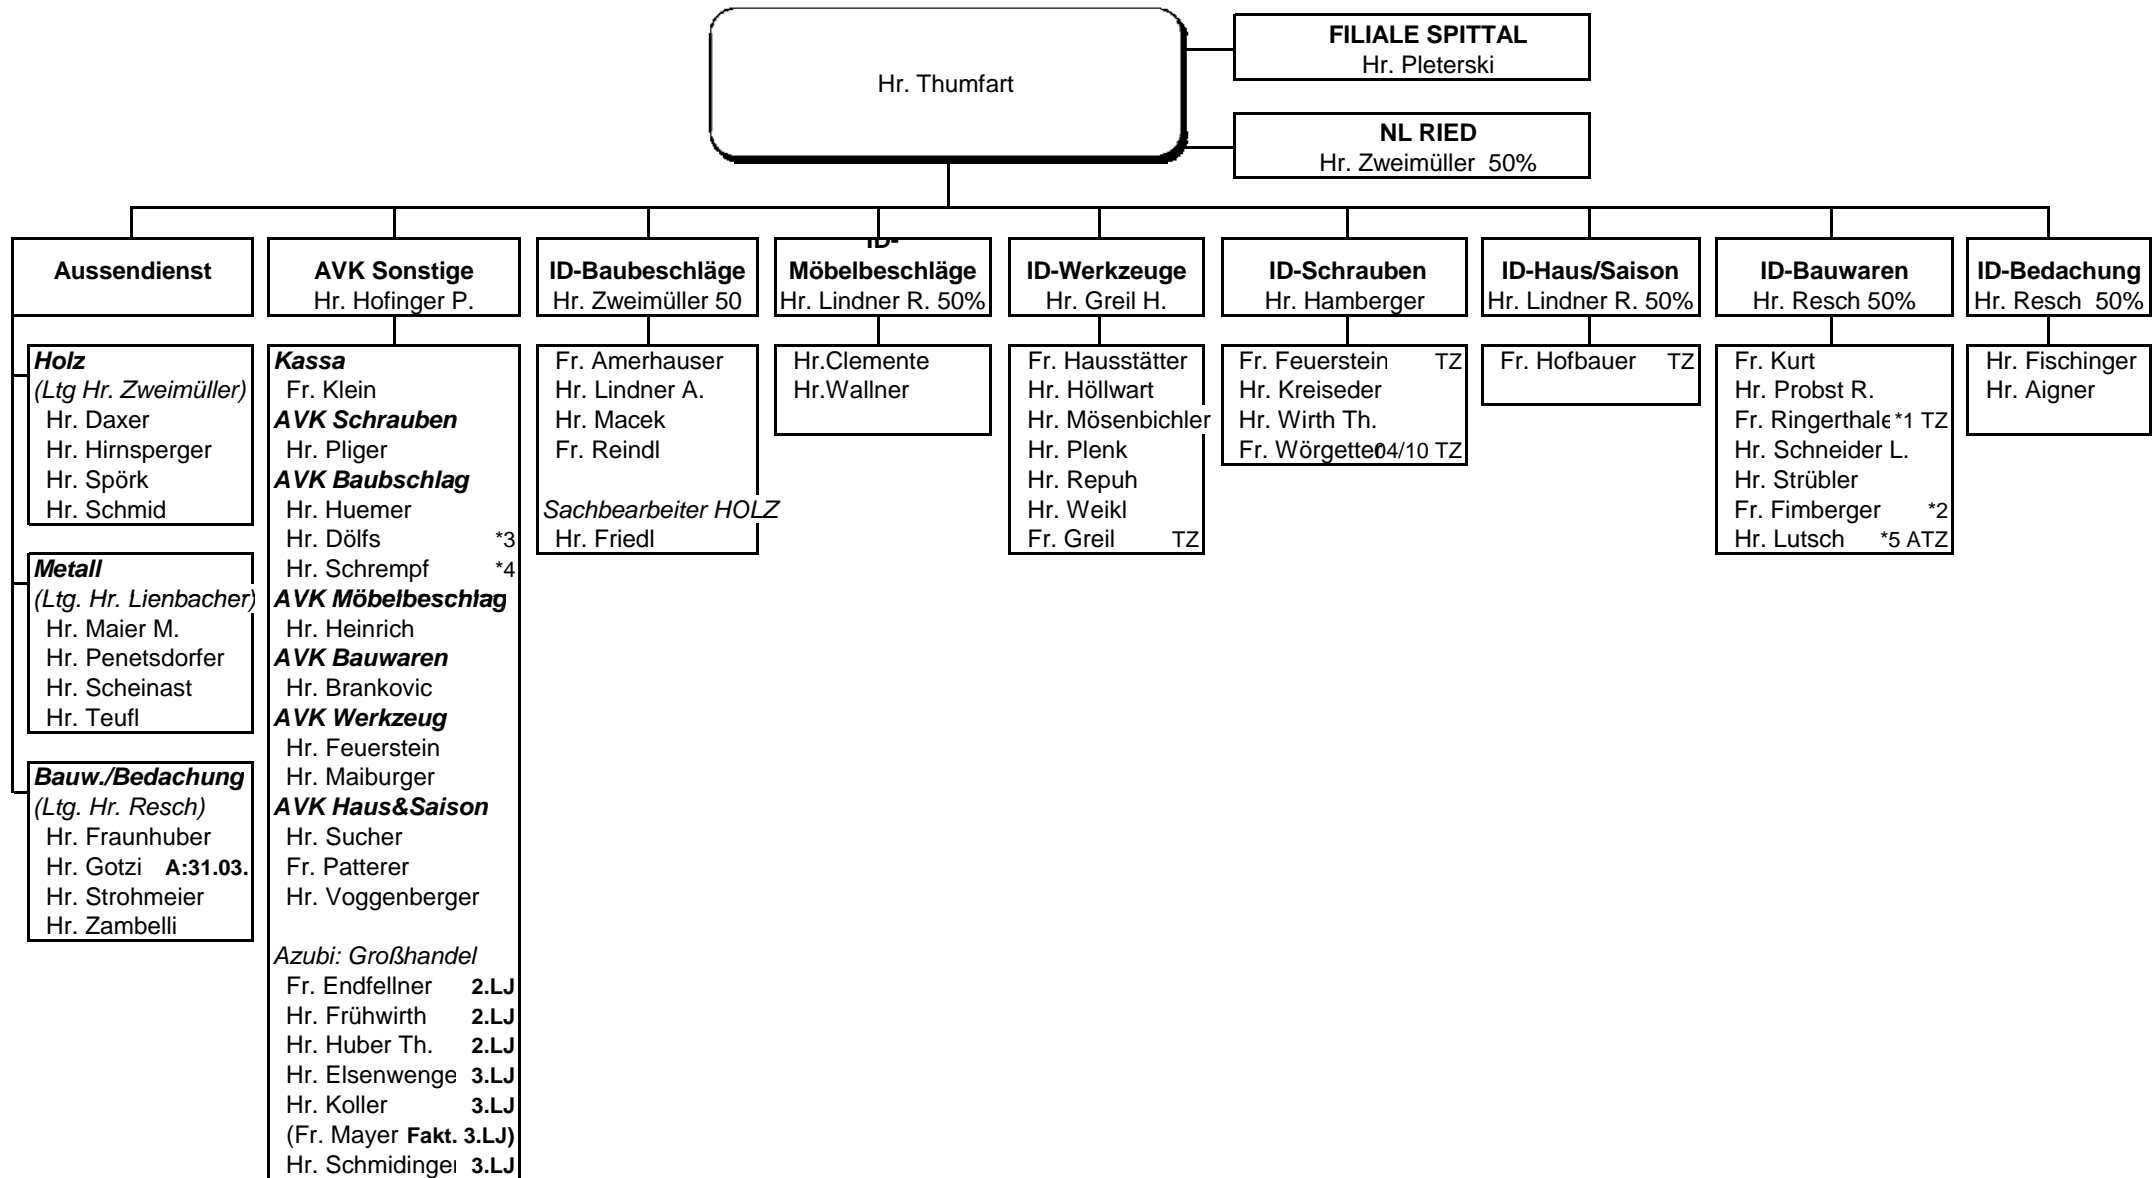 Hr. Thumfart
FILIALE SPITTAL
Hr. Pleterski
NL RIED
Hr. Zweimüller 50%
Aussendienst
Holz
(Ltg Hr. Zweimüller)
Hr. Daxer
Hr. Hirnsperger
Hr. Spörk
Hr. Schmid
Metall
(Ltg. Hr. Lienbacher)
Hr. Maier M.
Hr. Penetsdorfer
Hr. Scheinast
Hr. Teufl
Bauw./Bedachung
(Ltg. Hr. Resch)
Hr. Fraunhuber
Hr. Gotzi A:31.03.
Hr. Strohmeier
Hr. Zambelli
AVK Sonstige
Hr. Hofinger P.
Kassa
Fr. Klein
AVK Schrauben
Hr. Pliger
AVK Baubschlag
Hr. Huemer
Hr. Dölfs *3
Hr. Schrempf *4
AVK Möbelbeschlag
Hr. Heinrich
AVK Bauwaren
Hr. Brankovic
AVK Werkzeug
Hr. Feuerstein
Hr. Maiburger
AVK Haus&Saison
Hr. Sucher
Fr. Patterer
Hr. Voggenberger
Azubi: Großhandel
Fr. Endfellner 2.LJ
Hr. Frühwirth 2.LJ
Hr. Huber Th. 2.LJ
Hr. Elsenwenge 3.LJ
Hr. Koller 3.LJ
(Fr. Mayer Fakt. 3.LJ)
Hr. Schmidinger 3.LJ
ID-Baubeschläge
Hr. Zweimüller 50
Fr. Amerhauser
Hr. Lindner A.
Hr. Macek
Fr. Reindl
Sachbearbeiter HOLZ
Hr. Friedl
ID-
Möbelbeschläge
Hr. Lindner R. 50%
Hr.Clemente
Hr.Wallner
ID-Werkzeuge
Hr. Greil H.
Fr. Hausstätter
Hr. Höllwart
Hr. Mösenbichler
Hr. Plenk
Hr. Repuh
Hr. Weikl
Fr. Greil TZ
ID-Schrauben
Hr. Hamberger
Fr. Feuerstein TZ
Hr. Kreiseder
Hr. Wirth Th.
Fr. Wörgetter 04/10 TZ
ID-Haus/Saison
Hr. Lindner R. 50%
Fr. Hofbauer TZ
ID-Bauwaren
Hr. Resch 50%
Fr. Kurt
Hr. Probst R.
Fr. Ringerthale *1 TZ
Hr. Schneider L.
Hr. Strübler
Fr. Fimberger *2
Hr. Lutsch *5 ATZ
ID-Bedachung
Hr. Resch 50%
Hr. Fischinger
Hr. Aigner